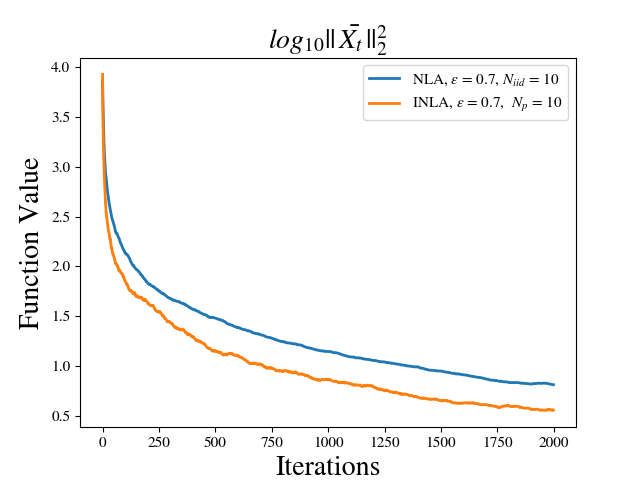 log₁₀||X̄ₜ||₂²
NLA, ε = 0.7, Nᵢᵢd = 10
INLA, ε = 0.7, Nₚ = 10
Function Value
4.0
3.5
3.0
2.5
2.0
1.5
1.0
0.5
0 250 500 750 1000 1250 1500 1750 2000
Iterations